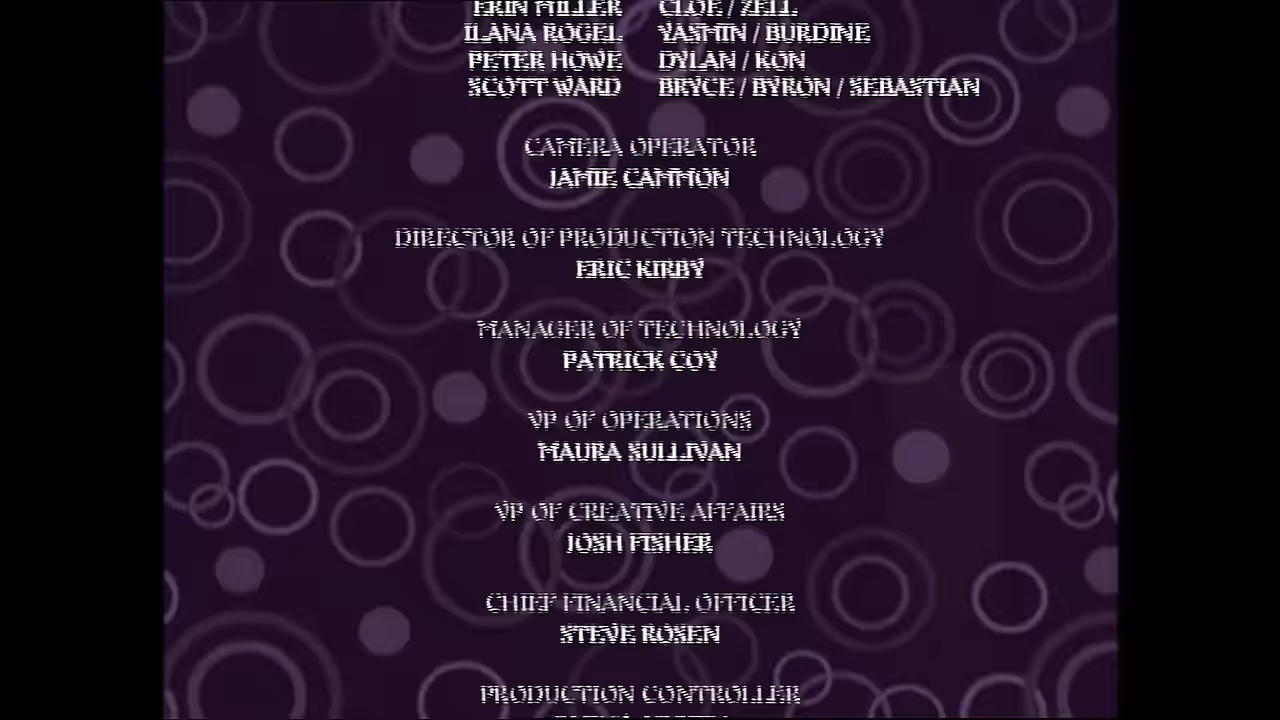 ERIN MILLER CLOE / ZELL
ILANA ROGEL YASMIN / BURDINE
PETER HOWE DYLAN / KON
SCOTT WARD BRYCE / BYRON / SEBASTIAN
CAMERA OPERATOR
JAMIE CANNON
DIRECTOR OF PRODUCTION TECHNOLOGY
ERIC KIRBY
MANAGER OF TECHNOLOGY
PATRICK COY
VP OF OPERATIONS
MAURA SULLIVAN
VP OF CREATIVE AFFAIRS
JOSH FISHER
CHIEF FINANCIAL OFFICER
STEVE ROSEN
PRODUCTION CONTROLLER